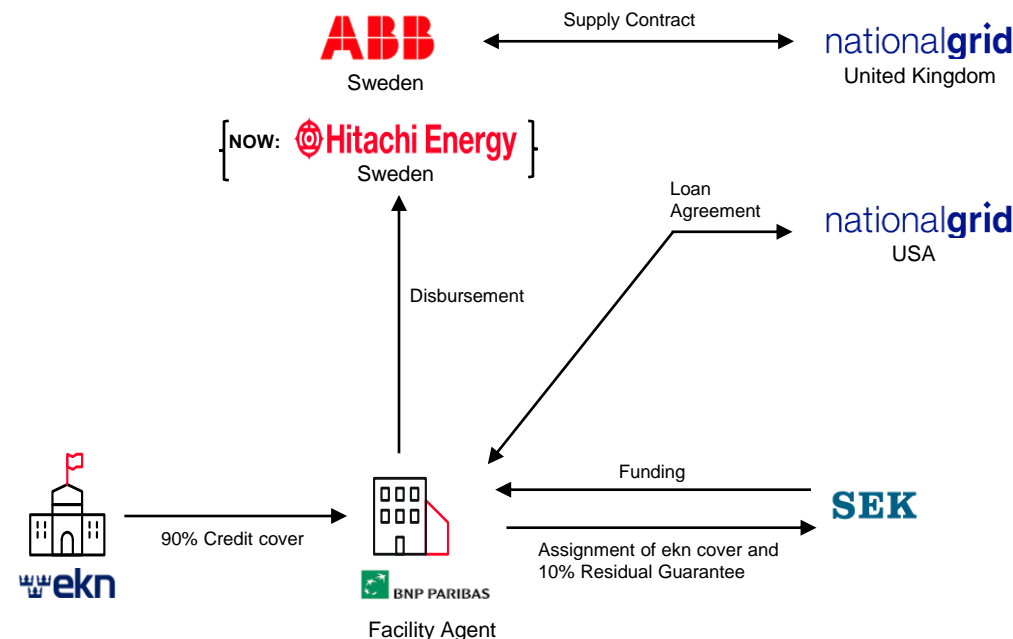 ABB
Supply Contract
nationalgrid
Sweden
United Kingdom
NOW:
Hitachi Energy
Sweden
Loan
Agreement
nationalgrid
USA
Disbursement
Funding
SEK
90% Credit cover
Assignment of ekn cover and
10% Residual Guarantee
ekn
BNP PARIBAS
Facility Agent